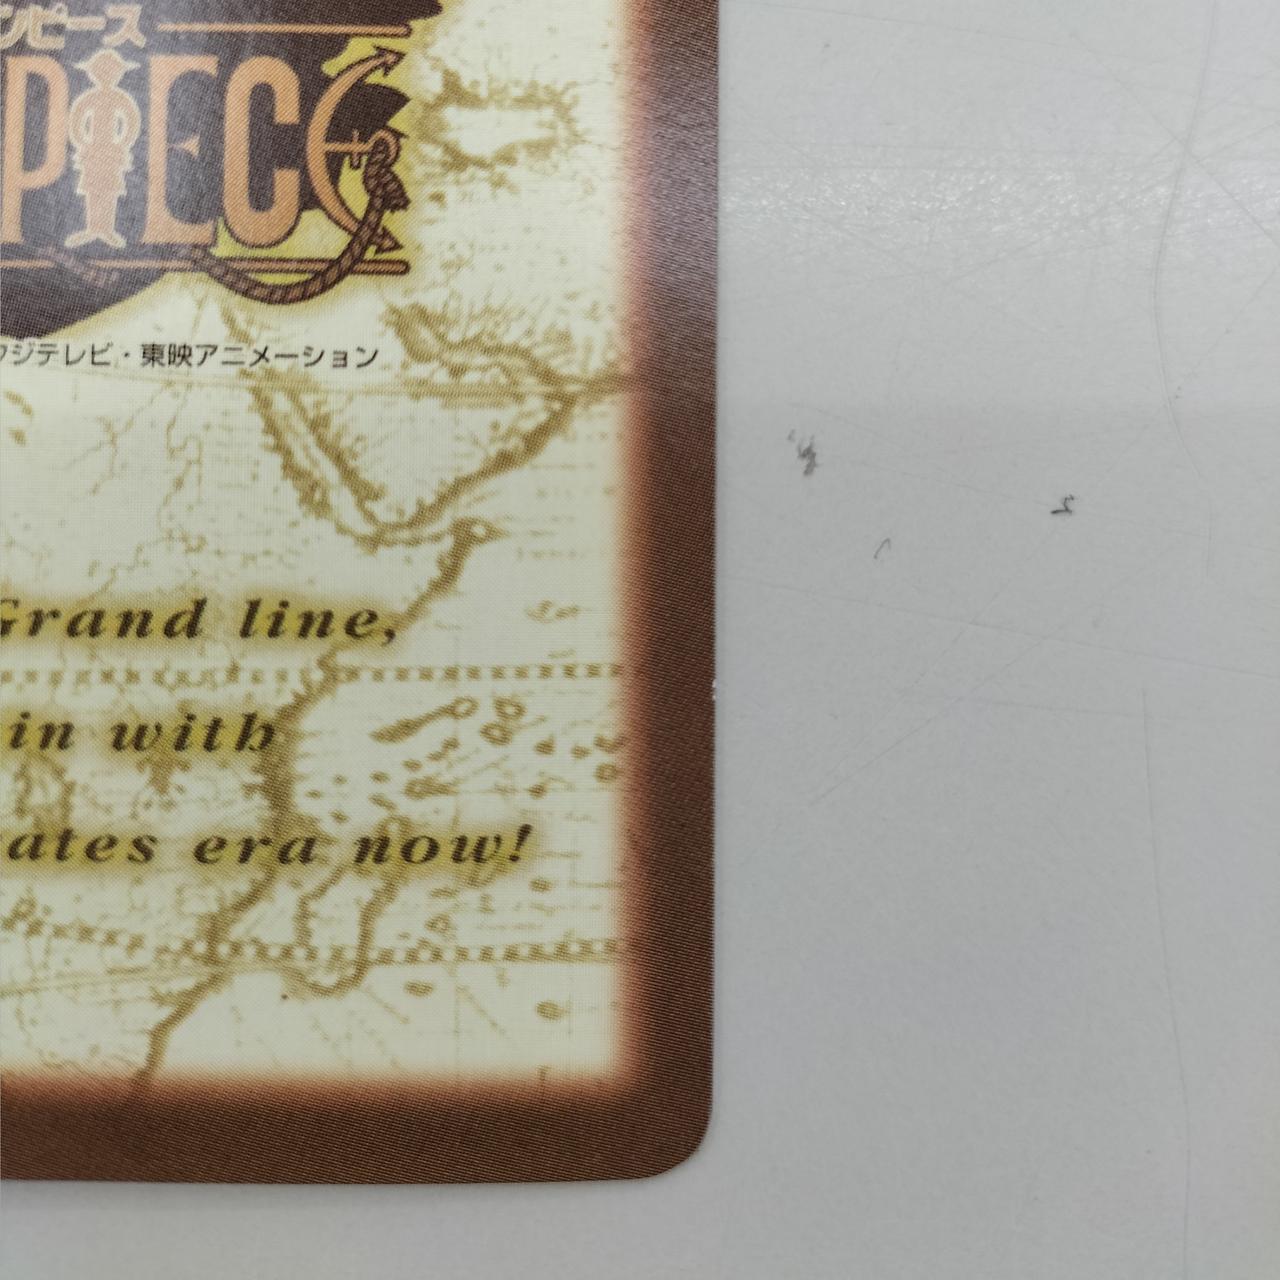 ンピース
PIECE
フジテレビ・東映アニメーション
Grand line,
in with
ates era now!